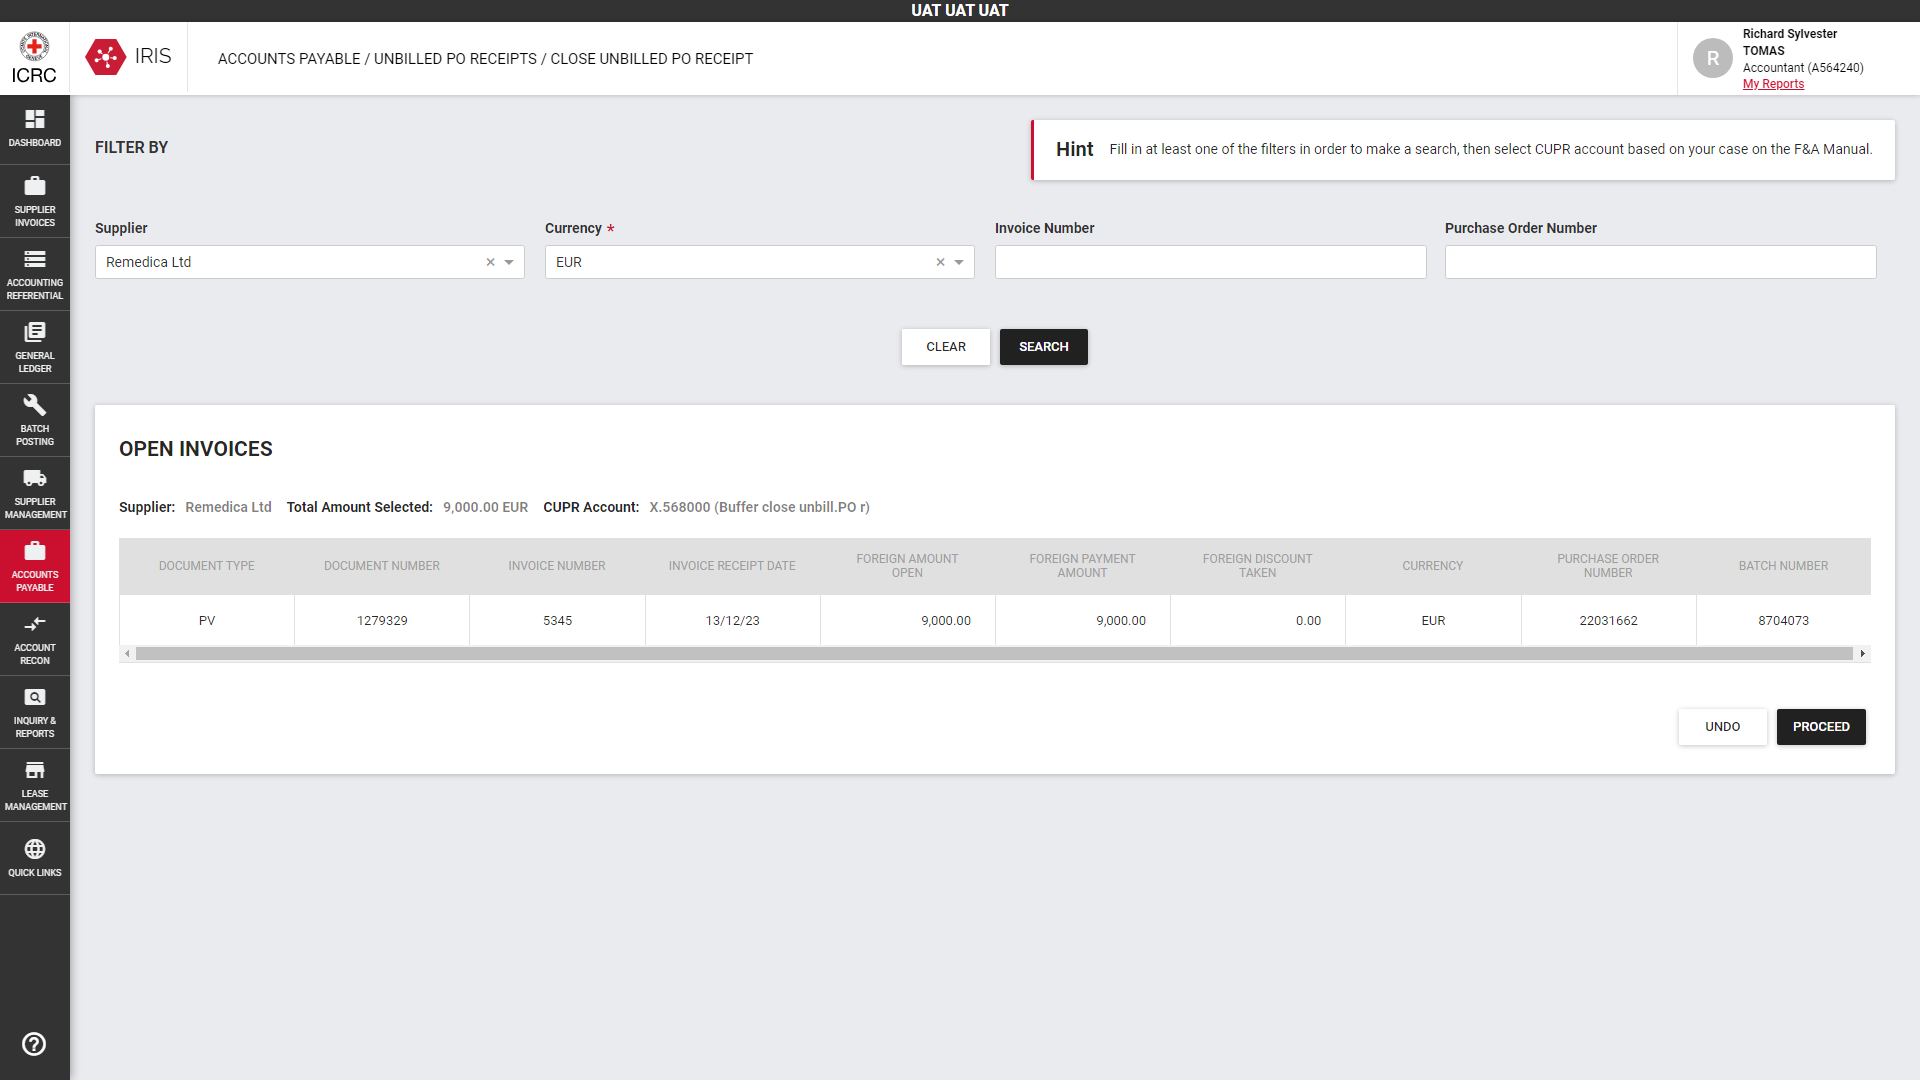 UAT UAT UAT
ICRC
IRIS
ACCOUNTS PAYABLE / UNBILLED PO RECEIPTS / CLOSE UNBILLED PO RECEIPT
R
Richard Sylvester
TOMAS
Accountant (A564240)
My Reports
DASHBOARD
SUPPLIER
INVOICES
ACCOUNTING
REFERENTIAL
GENERAL
LEDGER
BATCH
POSTING
SUPPLIER
MANAGEMENT
ACCOUNTS
PAYABLE
ACCOUNT
RECON
INQUIRY &
REPORTS
LEASE
MANAGEMENT
QUICK LINKS
FILTER BY
Hint Fill in at least one of the filters in order to make a search, then select CUPR account based on your case on the F&A Manual.
Supplier Currency * Invoice Number Purchase Order Number
Remedica Ltd × EUR ×
CLEAR SEARCH
OPEN INVOICES
Supplier: Remedica Ltd Total Amount Selected: 9,000.00 EUR CUPR Account: X.568000 (Buffer close unbill.PO r)
DOCUMENT TYPE DOCUMENT NUMBER INVOICE NUMBER INVOICE RECEIPT DATE FOREIGN AMOUNT OPEN FOREIGN PAYMENT AMOUNT FOREIGN DISCOUNT TAKEN CURRENCY PURCHASE ORDER NUMBER BATCH NUMBER
PV 1279329 5345 13/12/23 9,000.00 9,000.00 0.00 EUR 22031662 8704073
UNDO PROCEED